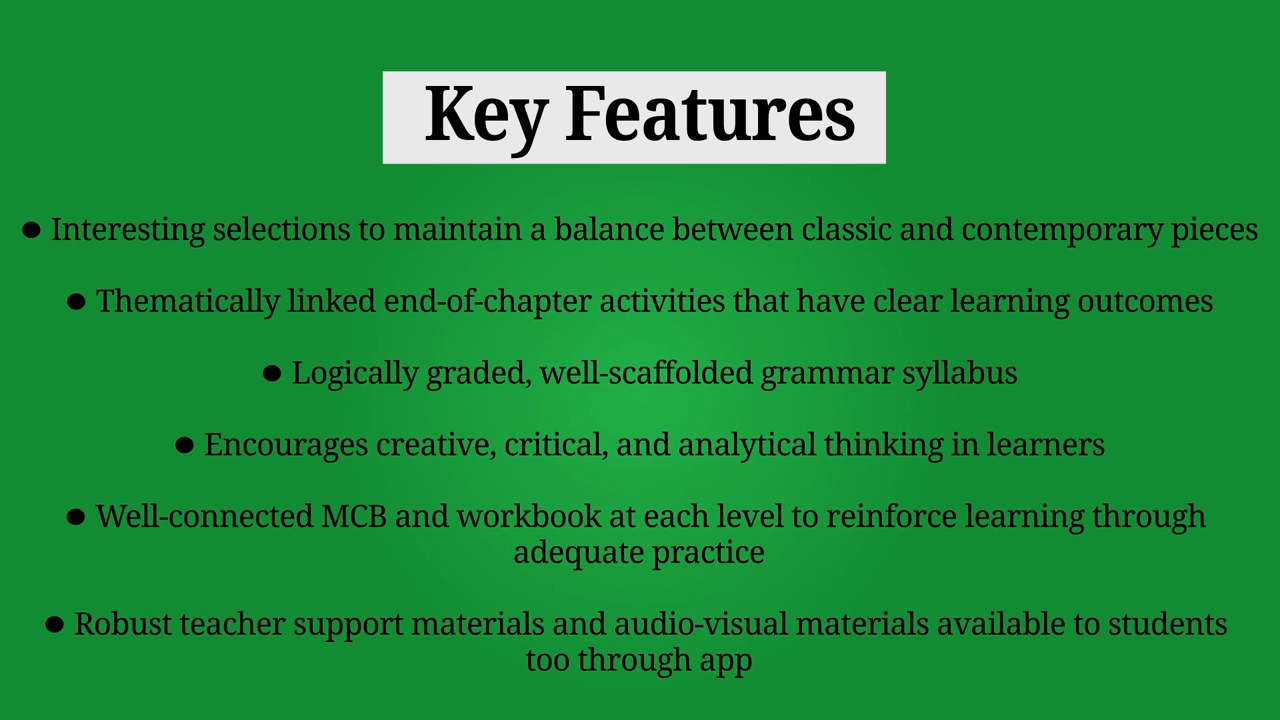 Key Features
● Interesting selections to maintain a balance between classic and contemporary pieces
● Thematically linked end-of-chapter activities that have clear learning outcomes
● Logically graded, well-scaffolded grammar syllabus
● Encourages creative, critical, and analytical thinking in learners
● Well-connected MCB and workbook at each level to reinforce learning through
adequate practice
● Robust teacher support materials and audio-visual materials available to students
too through app